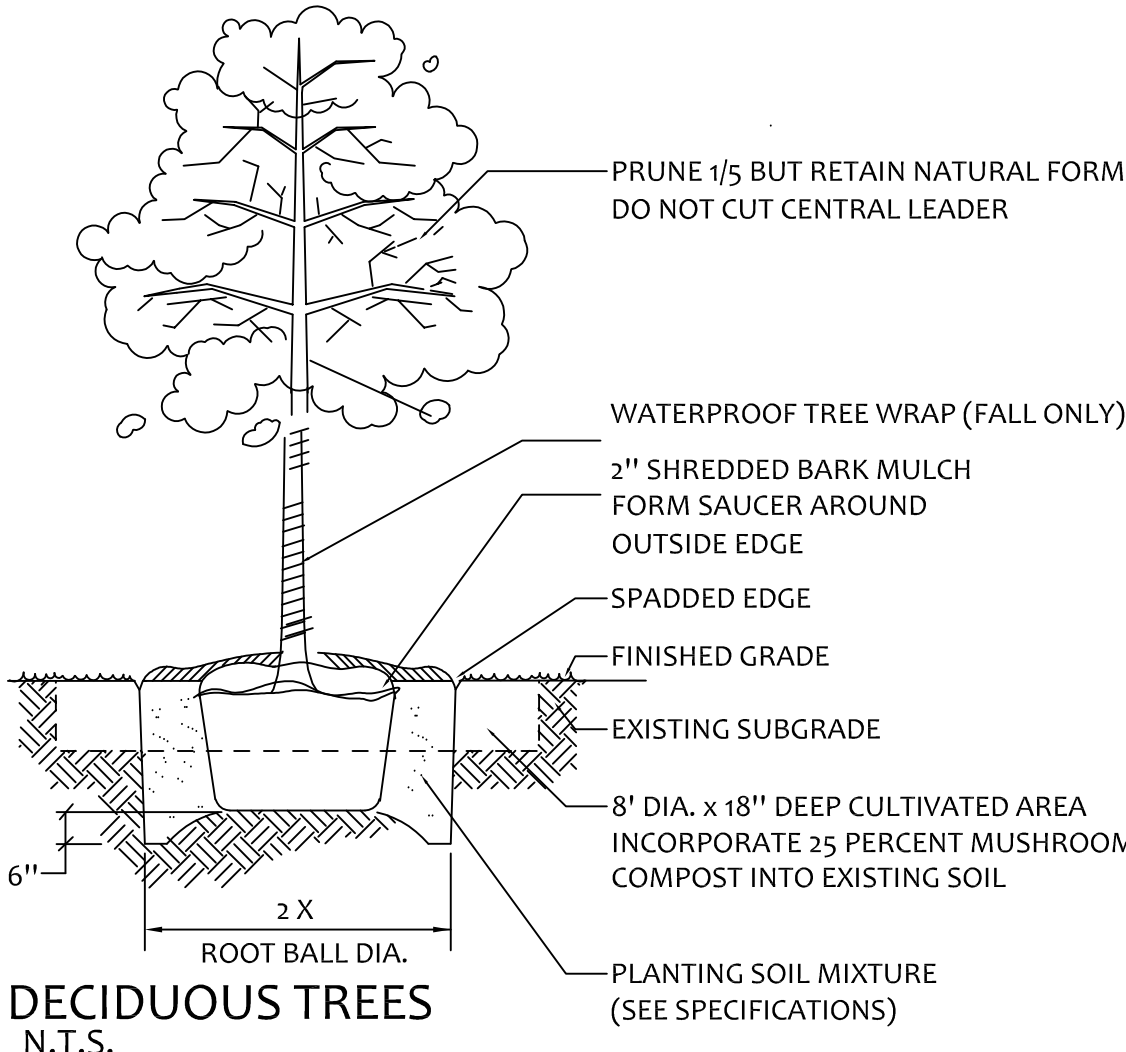 PRUNE 1/5 BUT RETAIN NATURAL FORM
DO NOT CUT CENTRAL LEADER
WATERPROOF TREE WRAP (FALL ONLY)
2" SHREDDED BARK MULCH
FORM SAUCER AROUND
OUTSIDE EDGE
SPADDED EDGE
FINISHED GRADE
EXISTING SUBGRADE
8' DIA. x 18" DEEP CULTIVATED AREA
INCORPORATE 25 PERCENT MUSHROOM
COMPOST INTO EXISTING SOIL
6"
2 X
ROOT BALL DIA.
PLANTING SOIL MIXTURE
(SEE SPECIFICATIONS)
DECIDUOUS TREES
N.T.S.